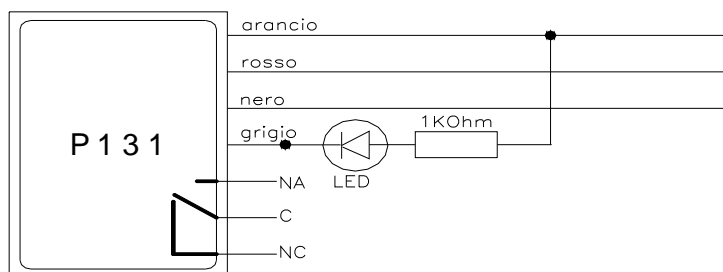 arancio
rosso
nero
P131
grigio
1KOhm
LED
NA
C
NC